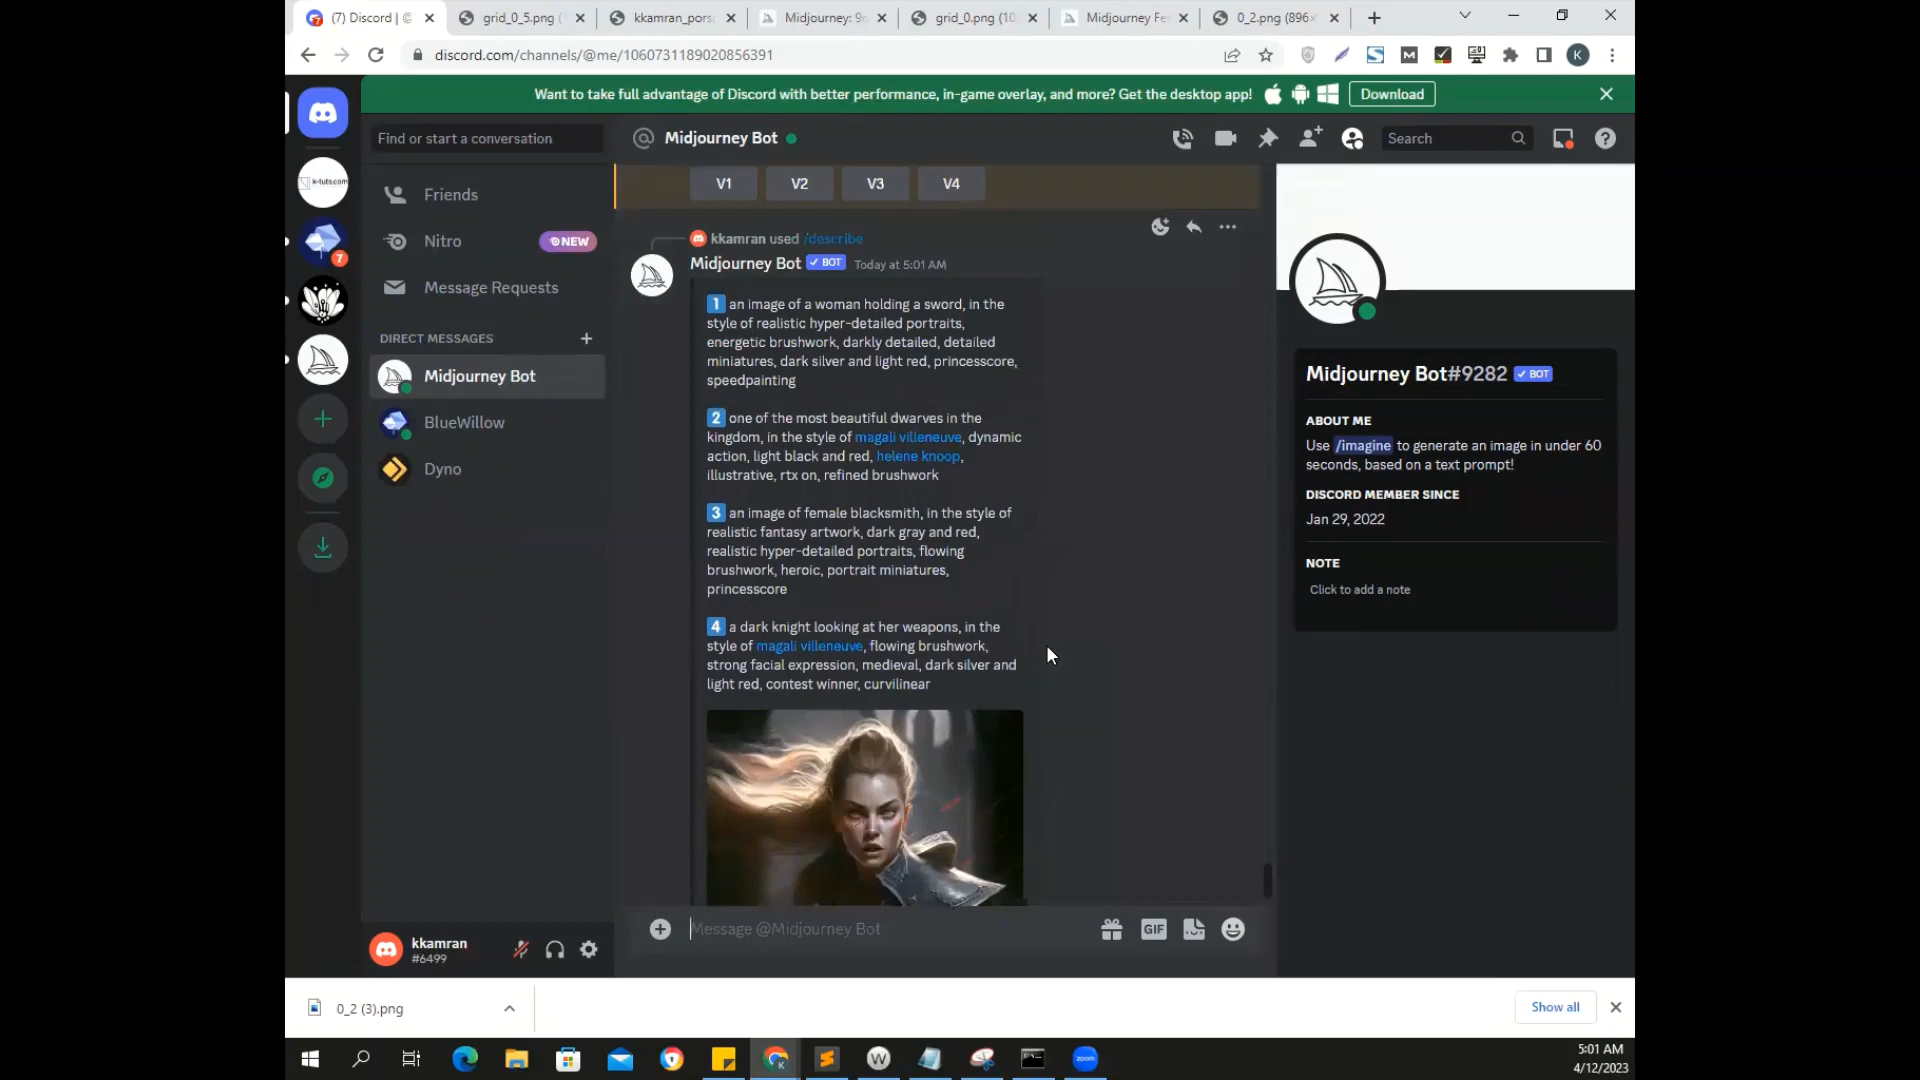 (7) Discord | @
grid_0_5.png (
kkamran_pors
Midjourney: 9
grid_0.png (10
Midjourney Fe
0_2.png (896×
discord.com/channels/@me/1060731189020856391
K
Want to take full advantage of Discord with better performance, in-game overlay, and more? Get the desktop app!
Download
Find or start a conversation
Midjourney Bot
Search
k-tuts.com
Friends
Nitro
NEW
Message Requests
7
DIRECT MESSAGES
Midjourney Bot
BlueWillow
Dyno
kkamran
#6499
V1
V2
V3
V4
kkamran used /describe
Midjourney Bot ✓ BOT Today at 5:01 AM
1 an image of a woman holding a sword, in the
style of realistic hyper-detailed portraits,
energetic brushwork, darkly detailed, detailed
miniatures, dark silver and light red, princesscore,
speedpainting
2 one of the most beautiful dwarves in the
kingdom, in the style of magali villeneuve, dynamic
action, light black and red, helene knoop,
illustrative, rtx on, refined brushwork
3 an image of female blacksmith, in the style of
realistic fantasy artwork, dark gray and red,
realistic hyper-detailed portraits, flowing
brushwork, heroic, portrait miniatures,
princesscore
4 a dark knight looking at her weapons, in the
style of magali villeneuve, flowing brushwork,
strong facial expression, medieval, dark silver and
light red, contest winner, curvilinear
Message @Midjourney Bot
GIF
Midjourney Bot#9282 ✓ BOT
ABOUT ME
Use /imagine to generate an image in under 60
seconds, based on a text prompt!
DISCORD MEMBER SINCE
Jan 29, 2022
NOTE
Click to add a note
0_2 (3).png
Show all
W
zoom
5:01 AM
4/12/2023